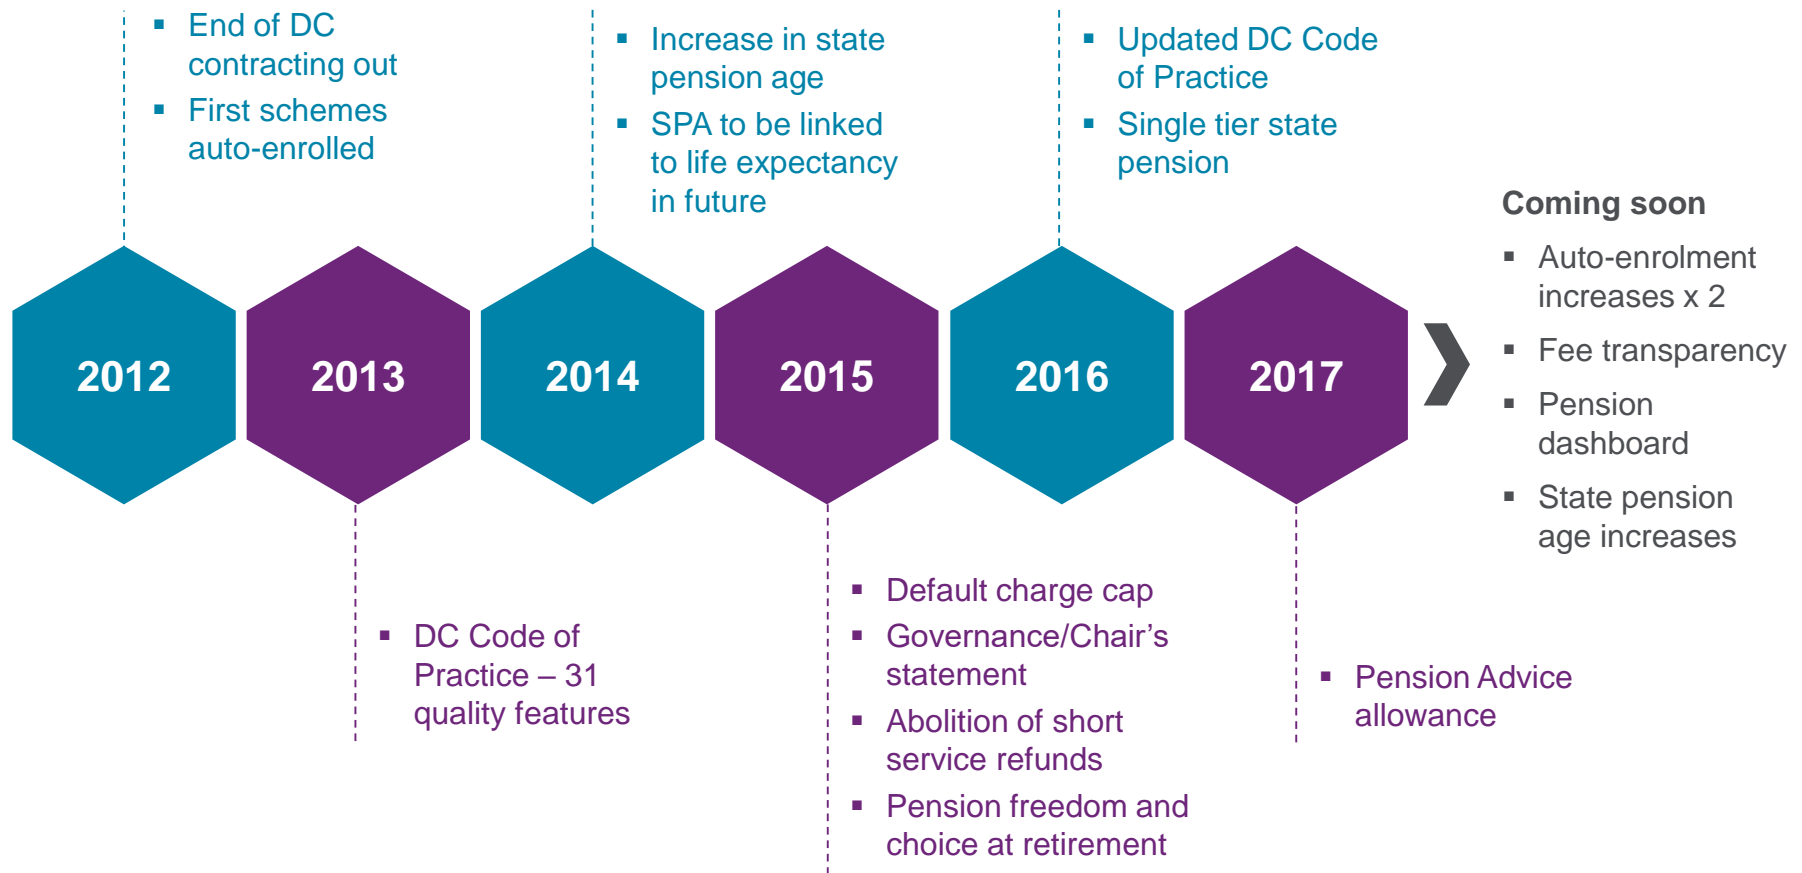 ▪ End of DC
contracting out
▪ First schemes
auto-enrolled
▪ Increase in state
pension age
▪ SPA to be linked
to life expectancy
in future
▪ Updated DC Code
of Practice
▪ Single tier state
pension
2012
2013
2014
2015
2016
2017
Coming soon
▪ Auto-enrolment
increases x 2
▪ Fee transparency
▪ Pension
dashboard
▪ State pension
age increases
▪ DC Code of
Practice – 31
quality features
▪ Default charge cap
▪ Governance/Chair’s
statement
▪ Abolition of short
service refunds
▪ Pension freedom and
choice at retirement
▪ Pension Advice
allowance